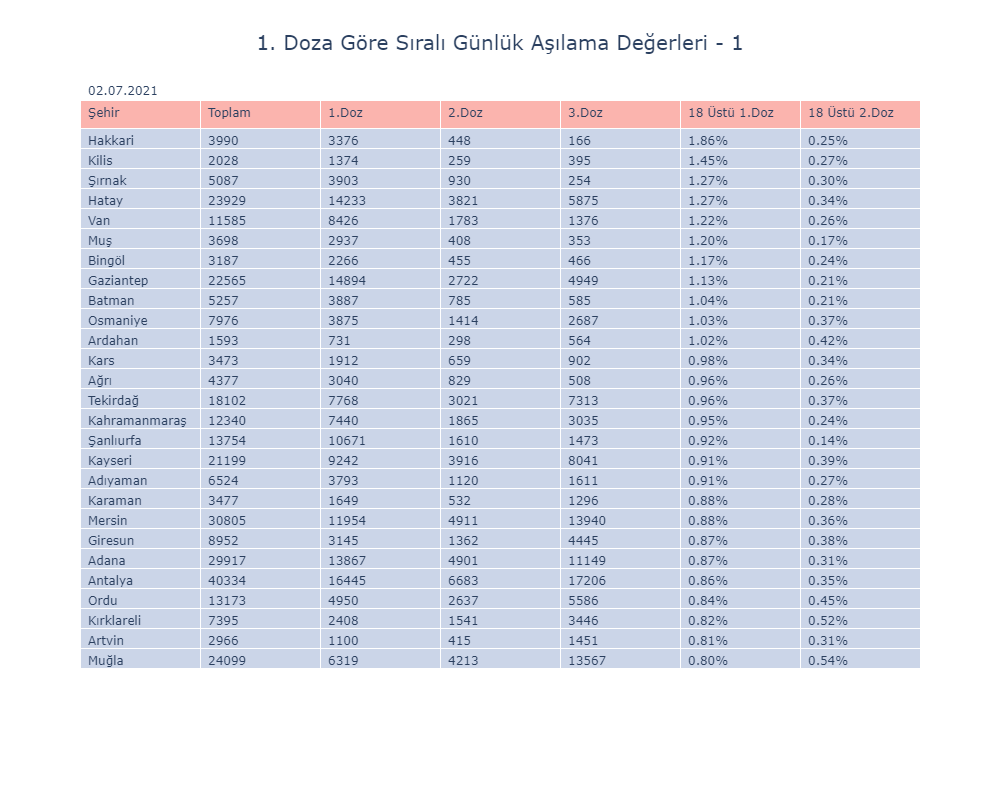 1. Doza Göre Sıralı Günlük Aşılama Değerleri - 1
02.07.2021
Şehir Toplam 1.Doz 2.Doz 3.Doz 18 Üstü 1.Doz 18 Üstü 2.Doz
Hakkari 3990 3376 448 166 1.86% 0.25%
Kilis 2028 1374 259 395 1.45% 0.27%
Şırnak 5087 3903 930 254 1.27% 0.30%
Hatay 23929 14233 3821 5875 1.27% 0.34%
Van 11585 8426 1783 1376 1.22% 0.26%
Muş 3698 2937 408 353 1.20% 0.17%
Bingöl 3187 2266 455 466 1.17% 0.24%
Gaziantep 22565 14894 2722 4949 1.13% 0.21%
Batman 5257 3887 785 585 1.04% 0.21%
Osmaniye 7976 3875 1414 2687 1.03% 0.37%
Ardahan 1593 731 298 564 1.02% 0.42%
Kars 3473 1912 659 902 0.98% 0.34%
Ağrı 4377 3040 829 508 0.96% 0.26%
Tekirdağ 18102 7768 3021 7313 0.96% 0.37%
Kahramanmaraş 12340 7440 1865 3035 0.95% 0.24%
Şanlıurfa 13754 10671 1610 1473 0.92% 0.14%
Kayseri 21199 9242 3916 8041 0.91% 0.39%
Adıyaman 6524 3793 1120 1611 0.91% 0.27%
Karaman 3477 1649 532 1296 0.88% 0.28%
Mersin 30805 11954 4911 13940 0.88% 0.36%
Giresun 8952 3145 1362 4445 0.87% 0.38%
Adana 29917 13867 4901 11149 0.87% 0.31%
Antalya 40334 16445 6683 17206 0.86% 0.35%
Ordu 13173 4950 2637 5586 0.84% 0.45%
Kırklareli 7395 2408 1541 3446 0.82% 0.52%
Artvin 2966 1100 415 1451 0.81% 0.31%
Muğla 24099 6319 4213 13567 0.80% 0.54%